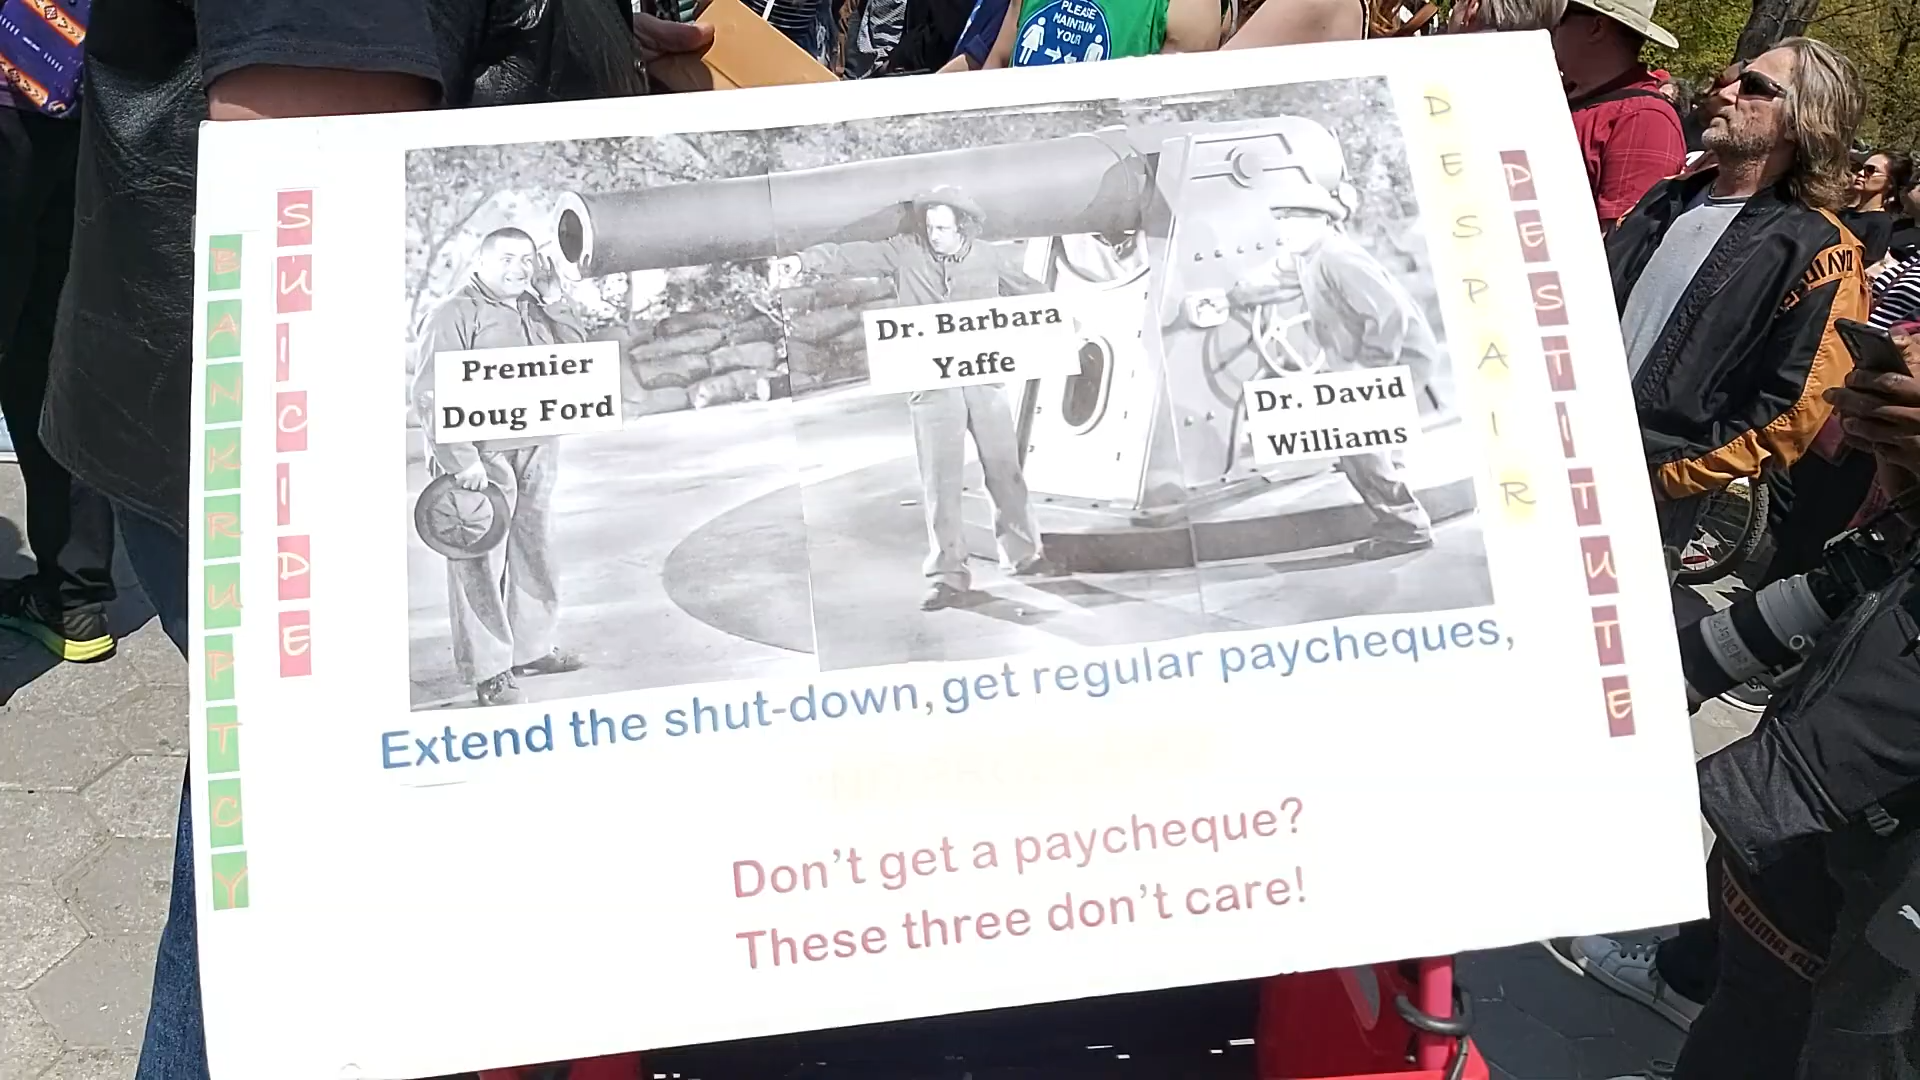 PLEASE
MAINTAIN
YOUR
BANKRUPTCY
SUICIDE
Premier
Doug Ford
Dr. Barbara
Yaffe
Dr. David
Williams
DESPAIR
DESTITUTE
Extend the shut-down, get regular paycheques,
Don't get a paycheque?
These three don't care!